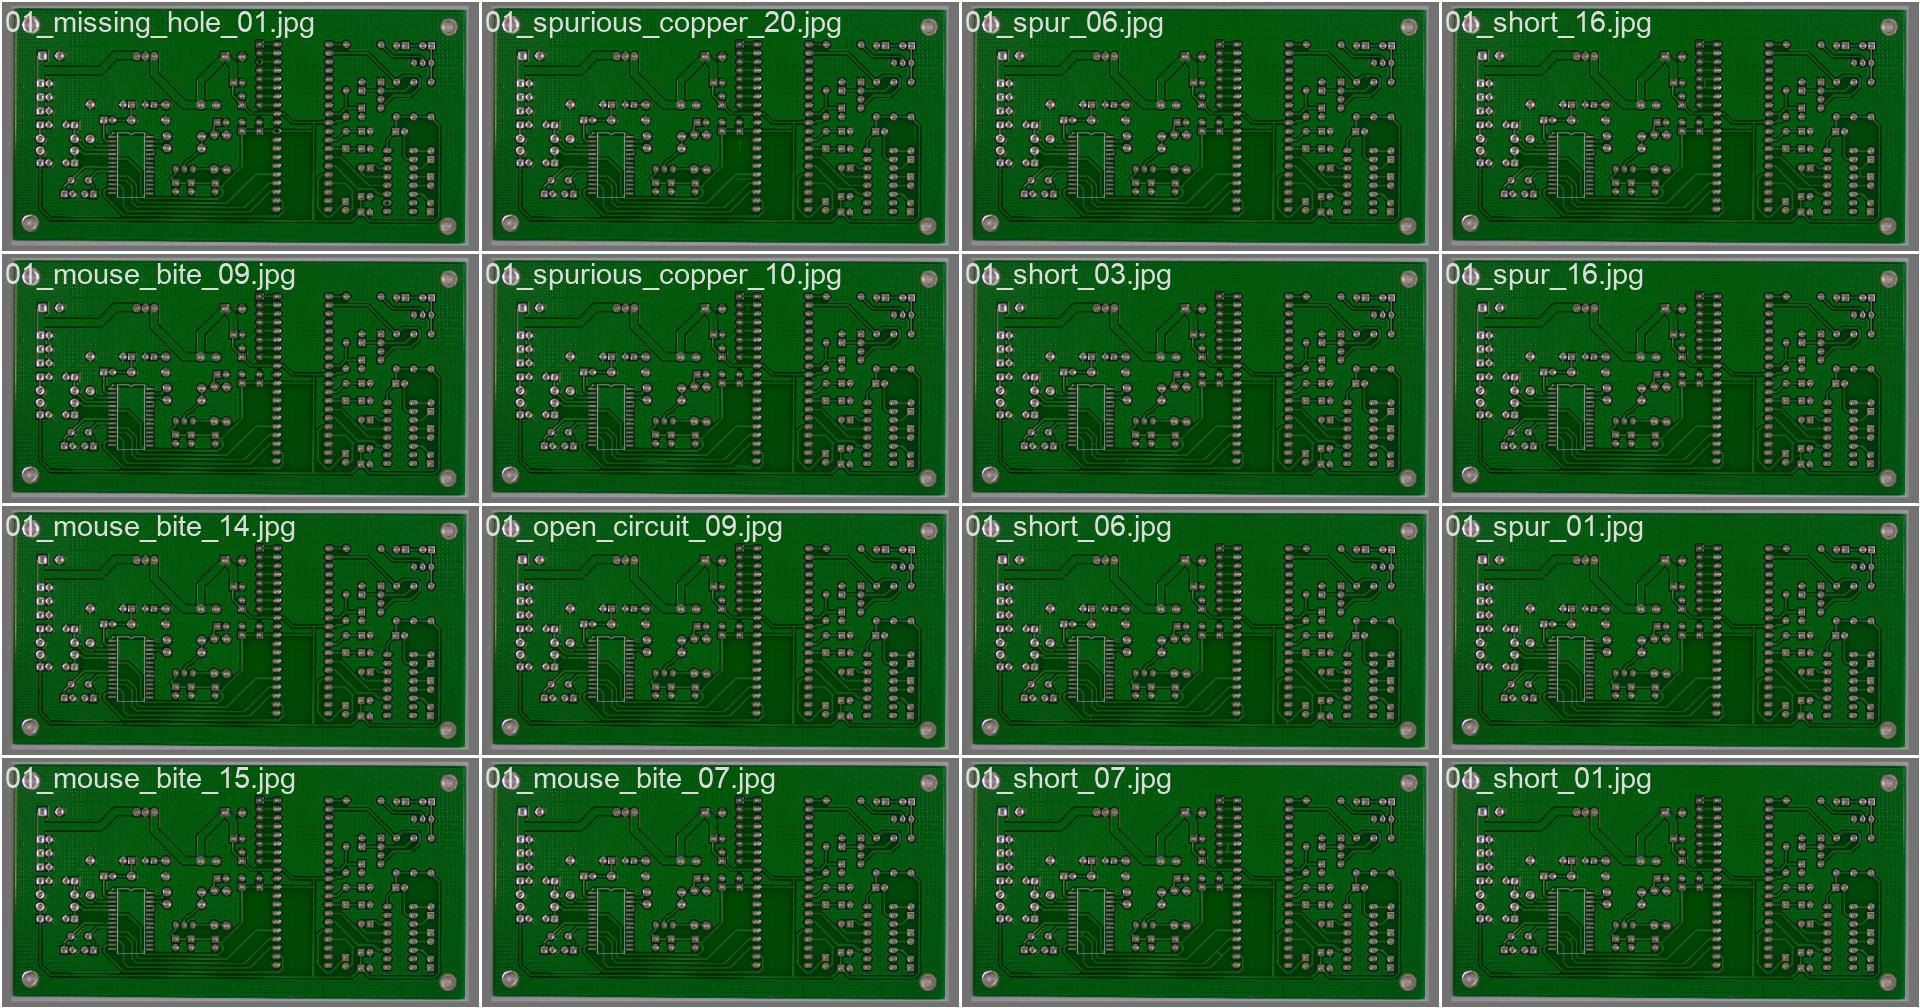 01_missing_hole_01.jpg
01_spurious_copper_20.jpg
01_spur_06.jpg
01_short_16.jpg
01_mouse_bite_09.jpg
01_spurious_copper_10.jpg
01_short_03.jpg
01_spur_16.jpg
01_mouse_bite_14.jpg
01_open_circuit_09.jpg
01_short_06.jpg
01_spur_01.jpg
01_mouse_bite_15.jpg
01_mouse_bite_07.jpg
01_short_07.jpg
01_short_01.jpg